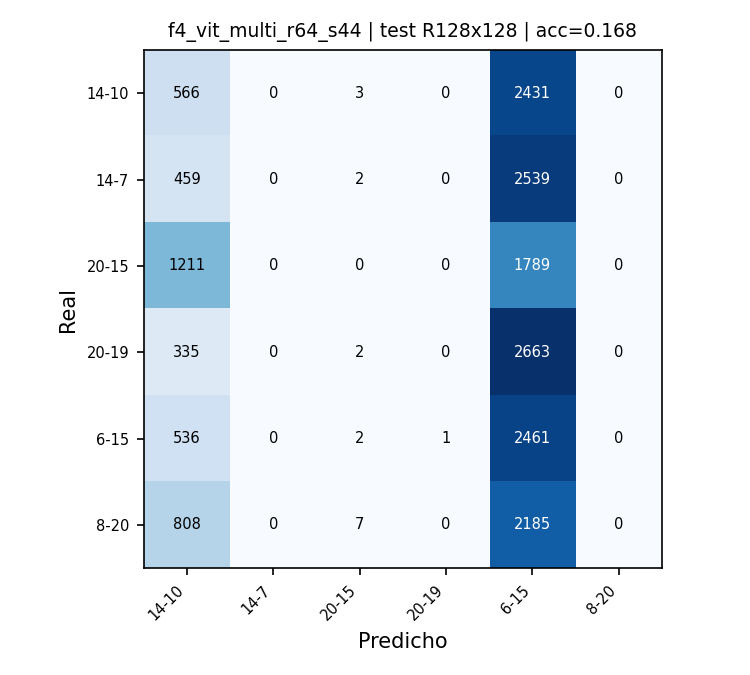 f4_vit_multi_r64_s44 | test R128x128 | acc=0.168
14-10 566 0 3 0 2431 0
14-7 459 0 2 0 2539 0
20-15 1211 0 0 0 1789 0
20-19 335 0 2 0 2663 0
6-15 536 0 2 1 2461 0
8-20 808 0 7 0 2185 0
Real
14-10 14-7 20-15 20-19 6-15 8-20
Predicho